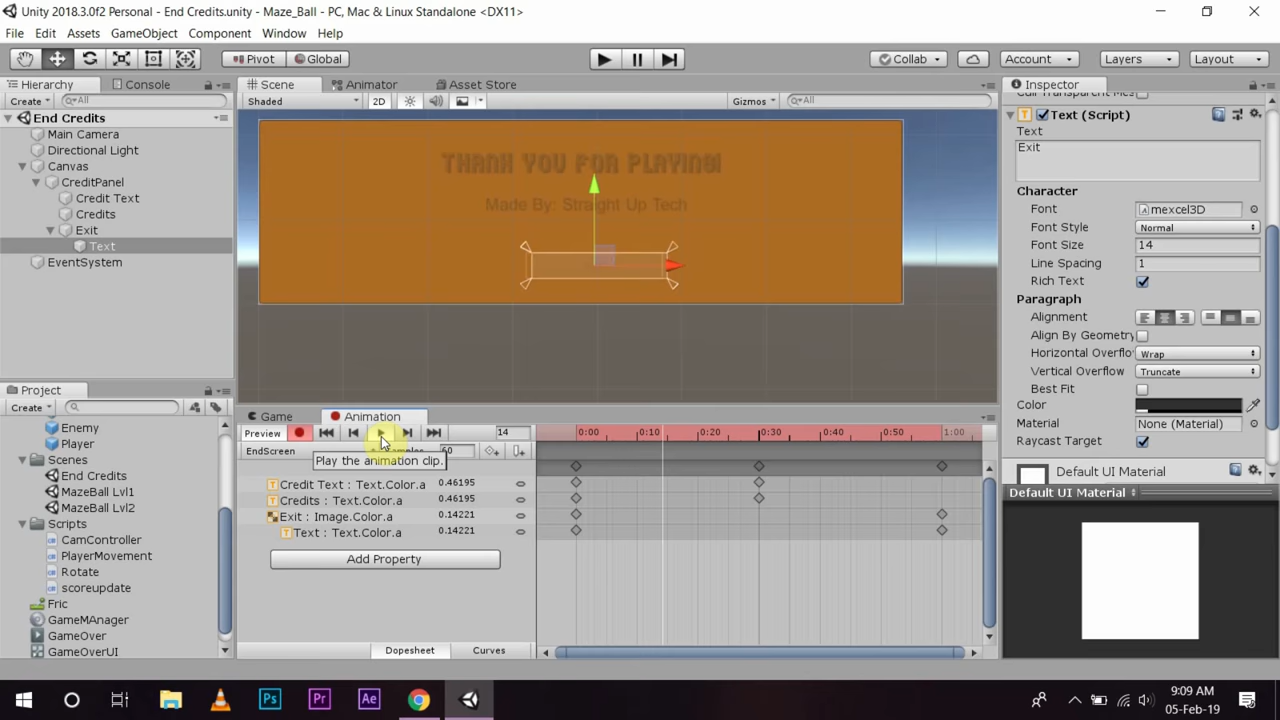 Unity 2018.3.0f2 Personal - End Credits.unity - Maze_Ball - PC, Mac & Linux Standalone <DX11>
File Edit Assets GameObject Component Window Help
Pivot Global Collab Account Layers Layout
Hierarchy Console
Create All
End Credits
Main Camera
Directional Light
Canvas
CreditPanel
Credit Text
Credits
Exit
Text
EventSystem
Scene Animator Asset Store
Shaded 2D Gizmos All
THANK YOU FOR PLAYING!
Made By: Straight Up Tech
Inspector
Text (Script)
Text
Exit
Character
Font mexcel3D
Font Style Normal
Font Size 14
Line Spacing 1
Rich Text
Paragraph
Alignment
Align By Geometry
Horizontal Overflo Wrap
Vertical Overflow Truncate
Best Fit
Color
Material None (Material)
Raycast Target
Default UI Material
Default UI Material
Project
Create
Enemy
Player
Scenes
End Credits
MazeBall Lvl1
MazeBall Lvl2
Scripts
CamController
PlayerMovement
Rotate
scoreupdate
Fric
GameMAnager
GameOver
GameOverUI
Game Animation
Preview 14 0:00 0:10 0:20 0:30 0:40 0:50 1:00
EndScreen 60
Play the animation clip.
Credit Text : Text.Color.a 0.46195
Credits : Text.Color.a 0.46195
Exit : Image.Color.a 0.14221
Text : Text.Color.a 0.14221
Add Property
Dopesheet Curves
Ps Pr Ae
9:09 AM
05-Feb-19